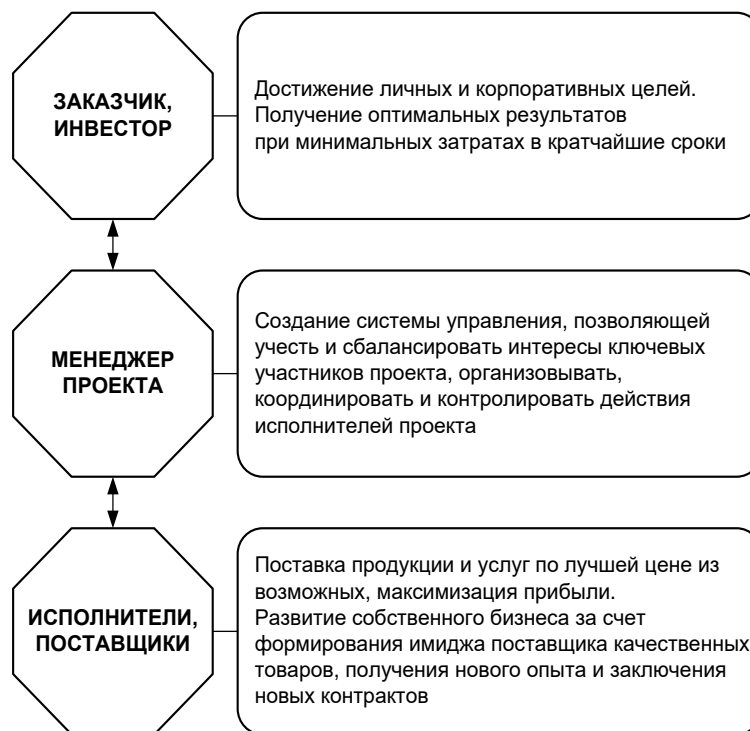 ЗАКАЗЧИК,
ИНВЕСТОР
Достижение личных и корпоративных целей.
Получение оптимальных результатов
при минимальных затратах в кратчайшие сроки
МЕНЕДЖЕР
ПРОЕКТА
Создание системы управления, позволяющей
учесть и сбалансировать интересы ключевых
участников проекта, организовывать,
координировать и контролировать действия
исполнителей проекта
ИСПОЛНИТЕЛИ,
ПОСТАВЩИКИ
Поставка продукции и услуг по лучшей цене из
возможных, максимизация прибыли.
Развитие собственного бизнеса за счет
формирования имиджа поставщика качественных
товаров, получения нового опыта и заключения
новых контрактов